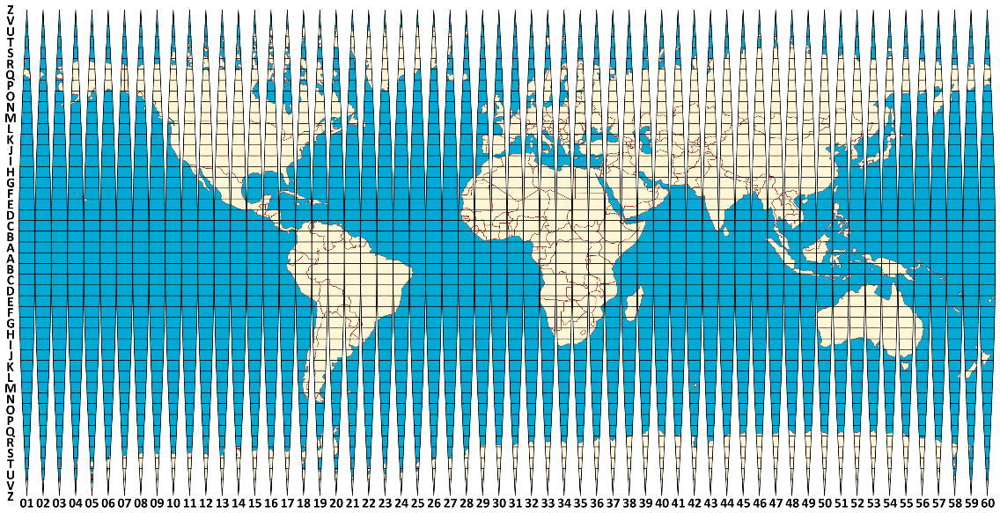 Z
V
U
T
S
R
Q
P
O
N
M
L
K
J
I
H
G
F
E
D
C
B
A
A
B
C
D
E
F
G
H
I
J
K
L
M
N
O
P
Q
R
S
T
U
V
Z
01 02 03 04 05 06 07 08 09 10 11 12 13 14 15 16 17 18 19 20 21 22 23 24 25 26 27 28 29 30 31 32 33 34 35 36 37 38 39 40 41 42 43 44 45 46 47 48 49 50 51 52 53 54 55 56 57 58 59 60